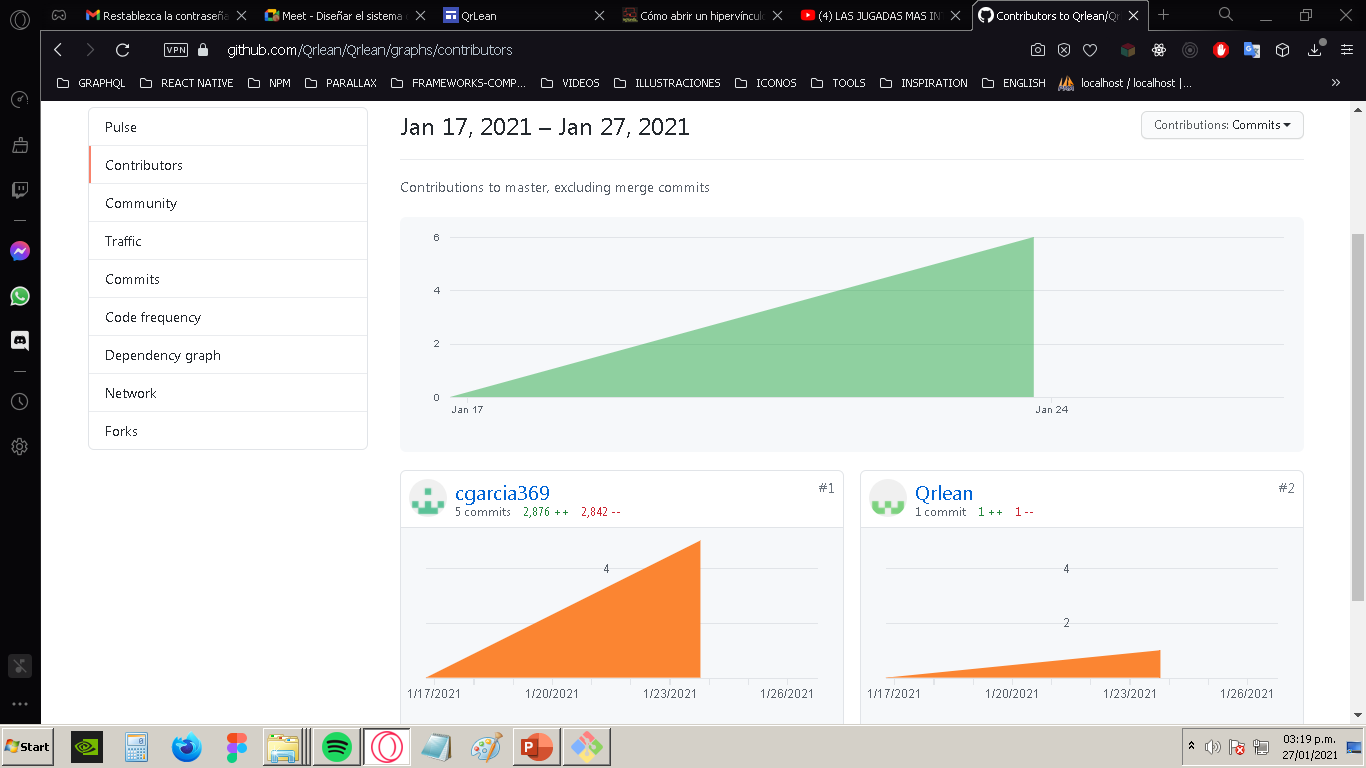 Restablezca la contraseña
Meet - Diseñar el sistema
QrLean
Cómo abrir un hipervíncul
(4) LAS JUGADAS MAS IN
Contributors to Qrlean/Qr
VPN
github.com/Qrlean/Qrlean/graphs/contributors
GRAPHQL
REACT NATIVE
NPM
PARALLAX
FRAMEWORKS-COMP...
VIDEOS
ILLUSTRACIONES
ICONOS
TOOLS
INSPIRATION
ENGLISH
localhost / localhost |...
»
Pulse
Contributors
Community
Traffic
Commits
Code frequency
Dependency graph
Network
Forks
Jan 17, 2021 – Jan 27, 2021
Contributions: Commits
Contributions to master, excluding merge commits
6
4
2
0
Jan 17
Jan 24
cgarcia369
#1
5 commits 2,876 ++ 2,842 --
4
1/17/2021 1/20/2021 1/23/2021 1/26/2021
Qrlean
#2
1 commit 1 ++ 1 --
4
2
1/17/2021 1/20/2021 1/23/2021 1/26/2021
Start
03:19 p.m.
27/01/2021